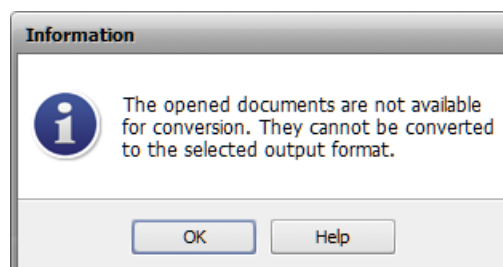 Information
The opened documents are not available
for conversion. They cannot be converted
to the selected output format.
OK Help